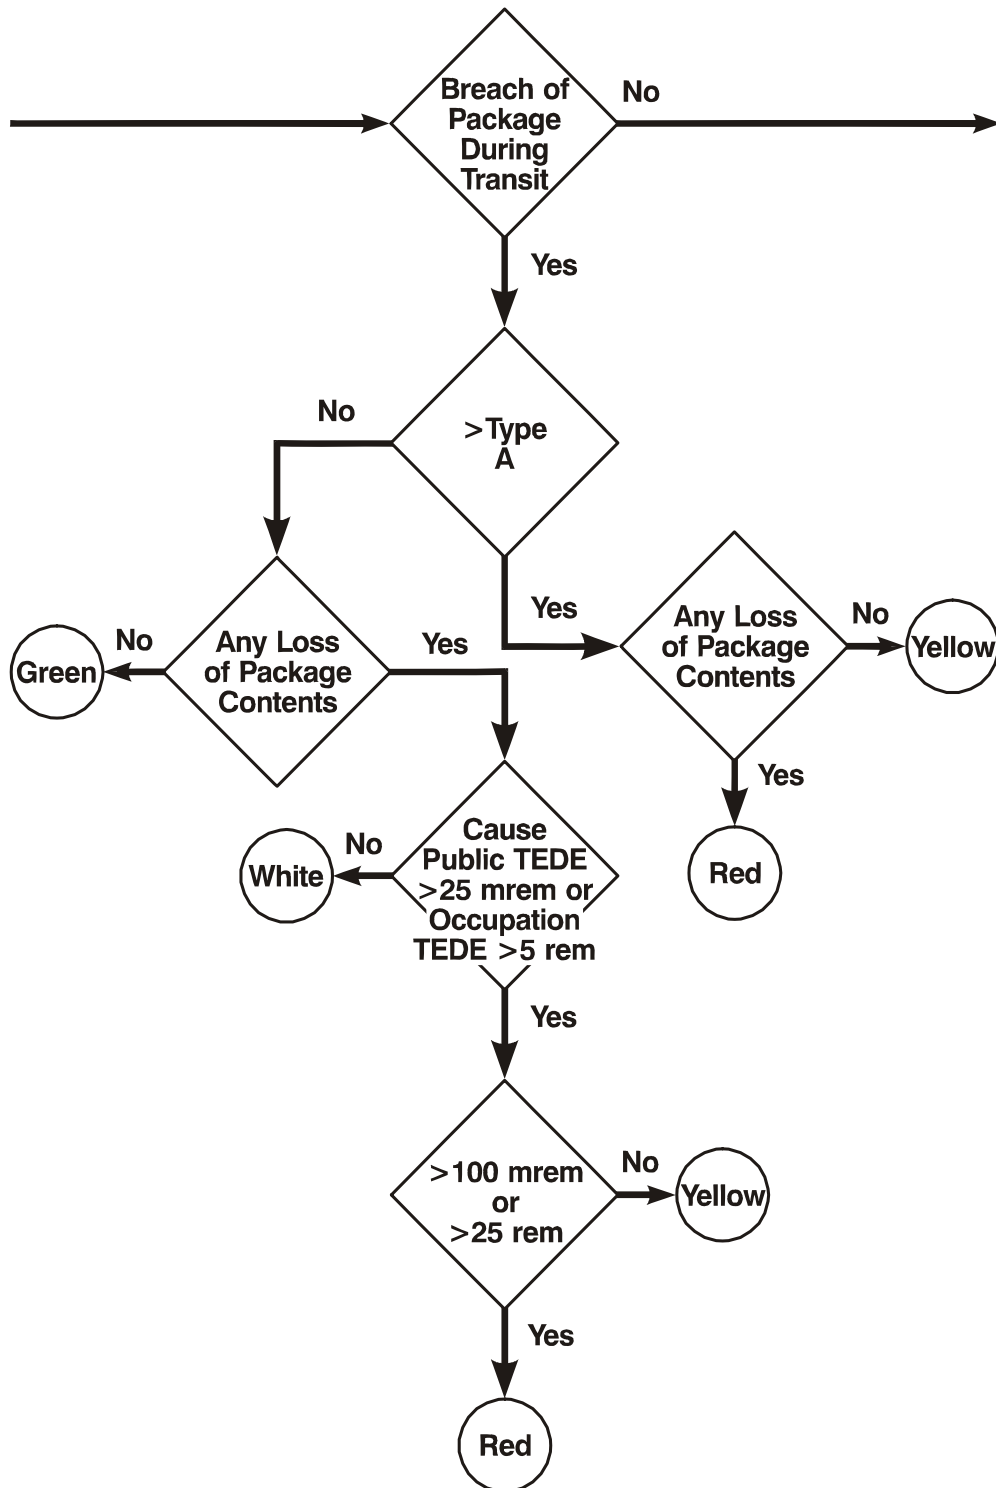 Breach of
Package
During
Transit
No
Yes
>Type
A
No
Yes
Any Loss
of Package
Contents
No
Green
Yes
Any Loss
of Package
Contents
No
Yellow
Yes
Red
Cause
Public TEDE
>25 mrem or
Occupation
TEDE >5 rem
No
White
Yes
>100 mrem
or
>25 rem
No
Yellow
Yes
Red